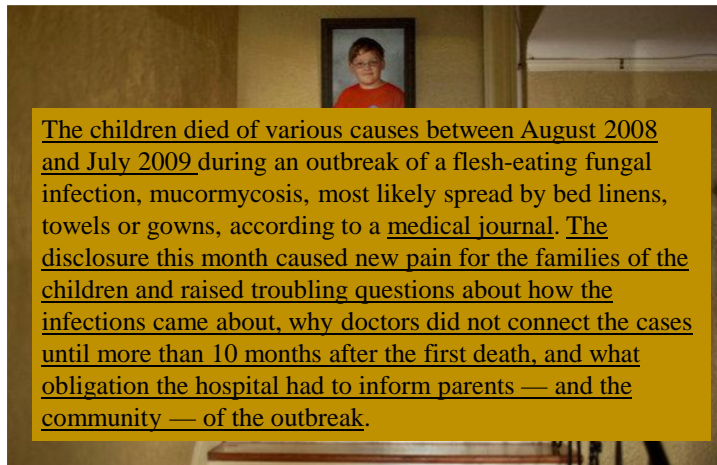 The children died of various causes between August 2008
and July 2009 during an outbreak of a flesh-eating fungal
infection, mucormycosis, most likely spread by bed linens,
towels or gowns, according to a medical journal. The
disclosure this month caused new pain for the families of the
children and raised troubling questions about how the
infections came about, why doctors did not connect the cases
until more than 10 months after the first death, and what
obligation the hospital had to inform parents — and the
community — of the outbreak.